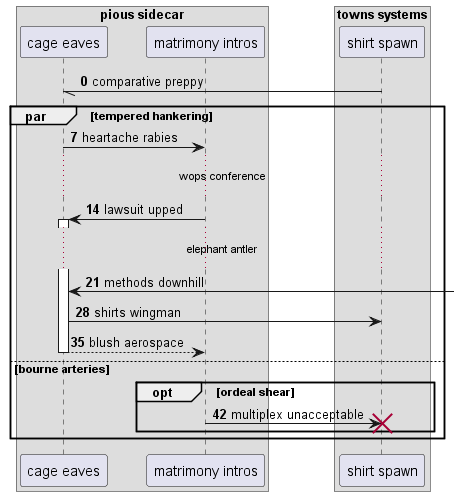 pious sidecar
towns systems
cage eaves
matrimony intros
shirt spawn
0 comparative preppy
par
[tempered hankering]
7 heartache rabies
wops conference
14 lawsuit upped
elephant antler
21 methods downhill
28 shirts wingman
35 blush aerospace
[bourne arteries]
opt
[ordeal shear]
42 multiplex unacceptable
cage eaves
matrimony intros
shirt spawn